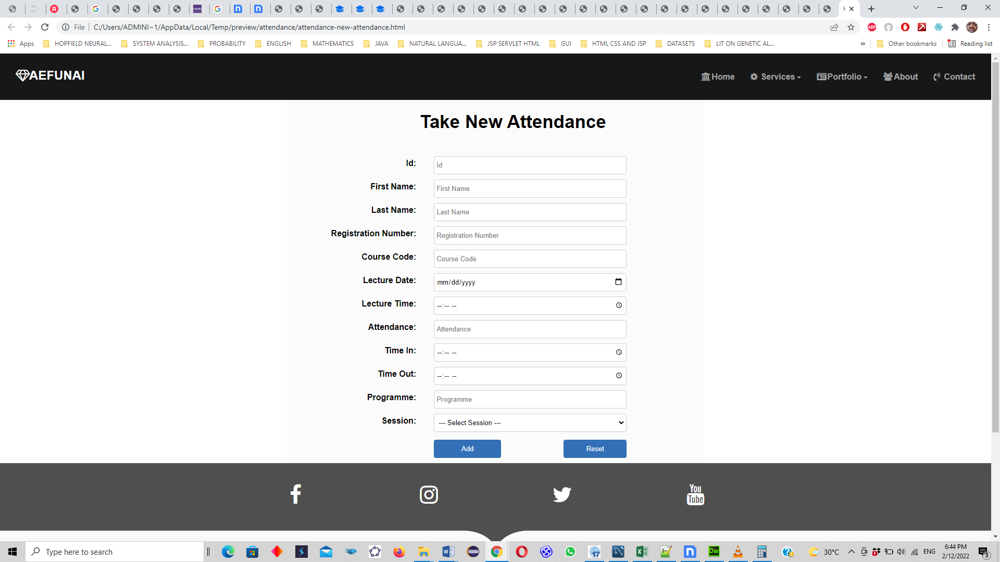 File
C:/Users/ADMINI~1/AppData/Local/Temp/preview/attendance/attendance-new-attendance.html
ABP
Apps HOPFIELD NEURAL... SYSTEM ANALYSIS... PROBABILITY ENGLISH MATHEMATICS JAVA NATURAL LANGUA... JSP SERVLET HTML GUI HTML CSS AND JSP DATASETS LIT ON GENETIC AL... » Other bookmarks Reading list
AEFUNAI Home Services Portfolio About Contact
Take New Attendance
Id: Id
First Name: First Name
Last Name: Last Name
Registration Number: Registration Number
Course Code: Course Code
Lecture Date: mm/dd/yyyy
Lecture Time: --:-- --
Attendance: Attendance
Time In: --:-- --
Time Out: --:-- --
Programme: Programme
Session: --- Select Session ---
Add Reset
You
Tube
Type here to search
Dw
30°C
ENG
6:44 PM
2/12/2022
3